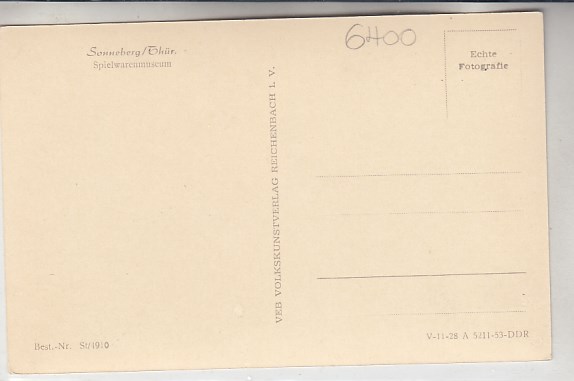 Sonneberg/Thür.
Spielwarenmuseum
6400
Echte
Fotografie
VEB VOLKSKUNSTVERLAG REICHENBACH I. V.
Best.-Nr. St/1910
V-11-28 A 5211-53-DDR